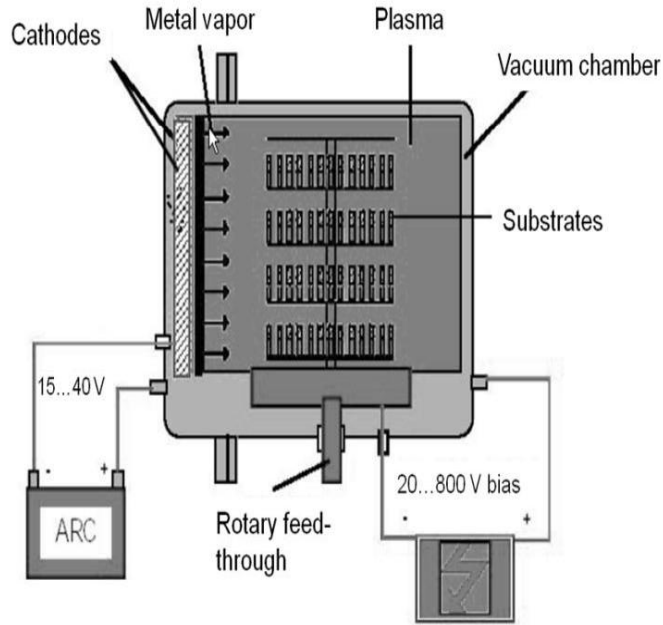 Cathodes
Metal vapor
Plasma
Vacuum chamber
Substrates
15...40 V
-
+
ARC
Rotary feed-
through
20...800 V bias
-
+